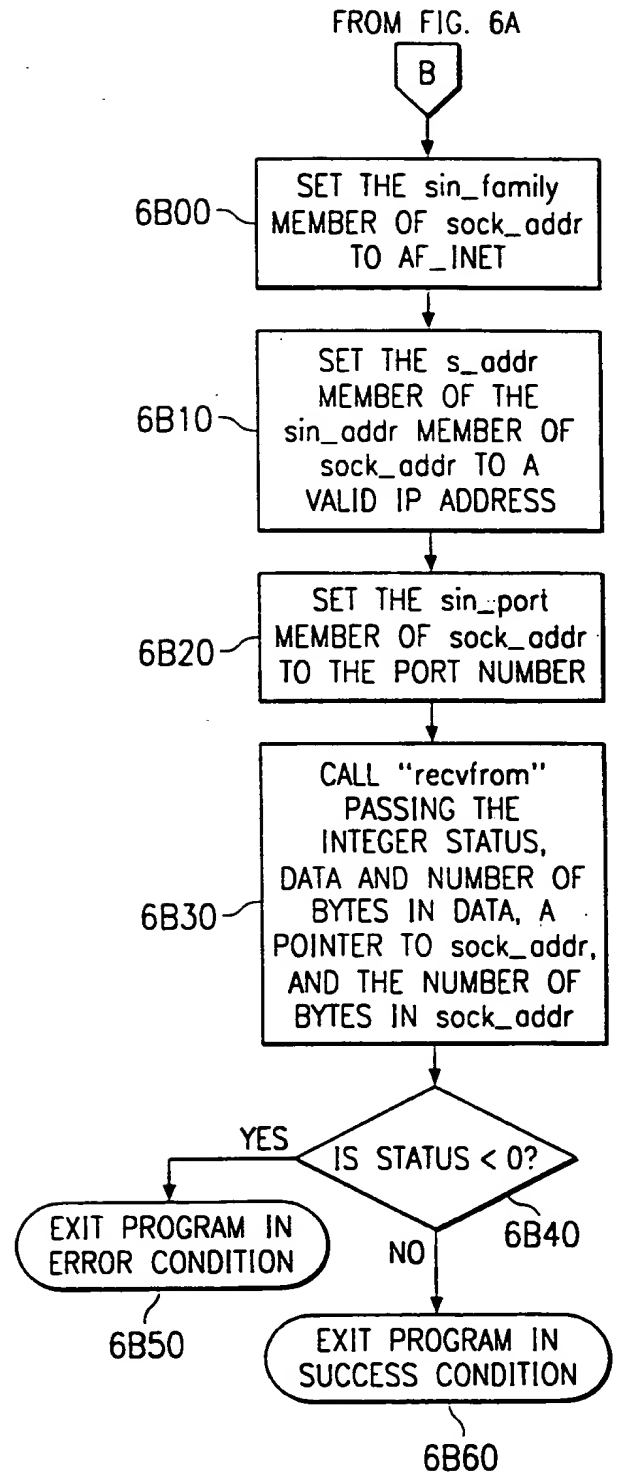 FROM FIG. 6A
B
6B00
SET THE sin_family
MEMBER OF sock_addr
TO AF_INET
6B10
SET THE s_addr
MEMBER OF THE
sin_addr MEMBER OF
sock_addr TO A
VALID IP ADDRESS
6B20
SET THE sin_port
MEMBER OF sock_addr
TO THE PORT NUMBER
6B30
CALL "recvfrom"
PASSING THE
INTEGER STATUS,
DATA AND NUMBER OF
BYTES IN DATA, A
POINTER TO sock_addr,
AND THE NUMBER OF
BYTES IN sock_addr
YES
IS STATUS < 0?
6B40
NO
EXIT PROGRAM IN
ERROR CONDITION
6B50
EXIT PROGRAM IN
SUCCESS CONDITION
6B60